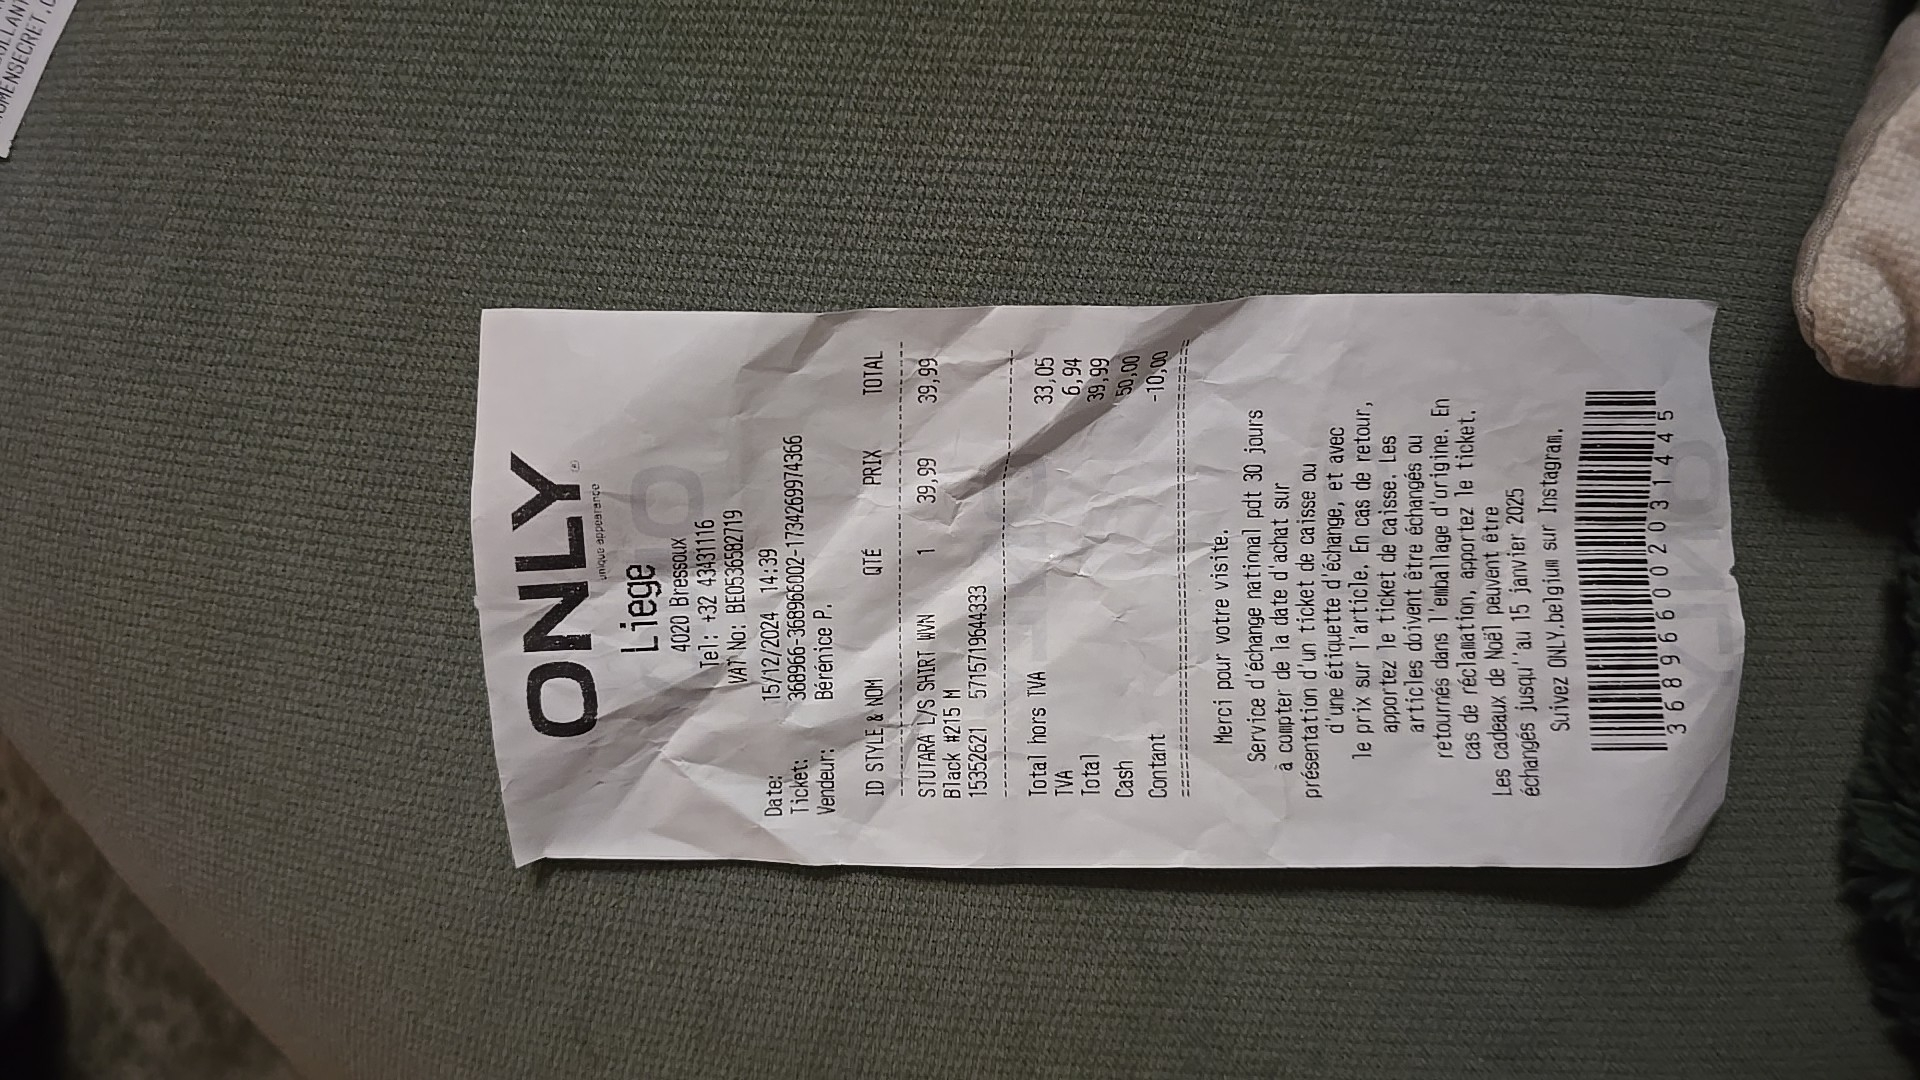 ONLY
unique appearance
Liege
4020 Bressoux
Tel: +32 43431116
VAT No: BE0536582719
Date: 15/12/2024 14:39
Ticket: 368966-368966002-1734269974366
Vendeur: Bérénice P.
ID STYLE & NOM QTÉ PRIX TOTAL
STUTARA L/S SHIRT WVN 1 39,99 39,99
Black #215 M
15352621 5715719644333
Total hors TVA 33,05
TVA 6,94
Total 39,99
Cash 50,00
Contant -10,00
Merci pour votre visite.
Service d'échange national pdt 30 jours
à compter de la date d'achat sur
présentation d'un ticket de caisse ou
d'une étiquette d'échange, et avec
le prix sur l'article. En cas de retour,
apportez le ticket de caisse. Les
articles doivent être échangés ou
retournés dans l'emballage d'origine. En
cas de réclamation, apportez le ticket.
Les cadeaux de Noël peuvent être
échangés jusqu''au 15 janvier 2025
Suivez ONLY.belgium sur Instagram.
368966002031445